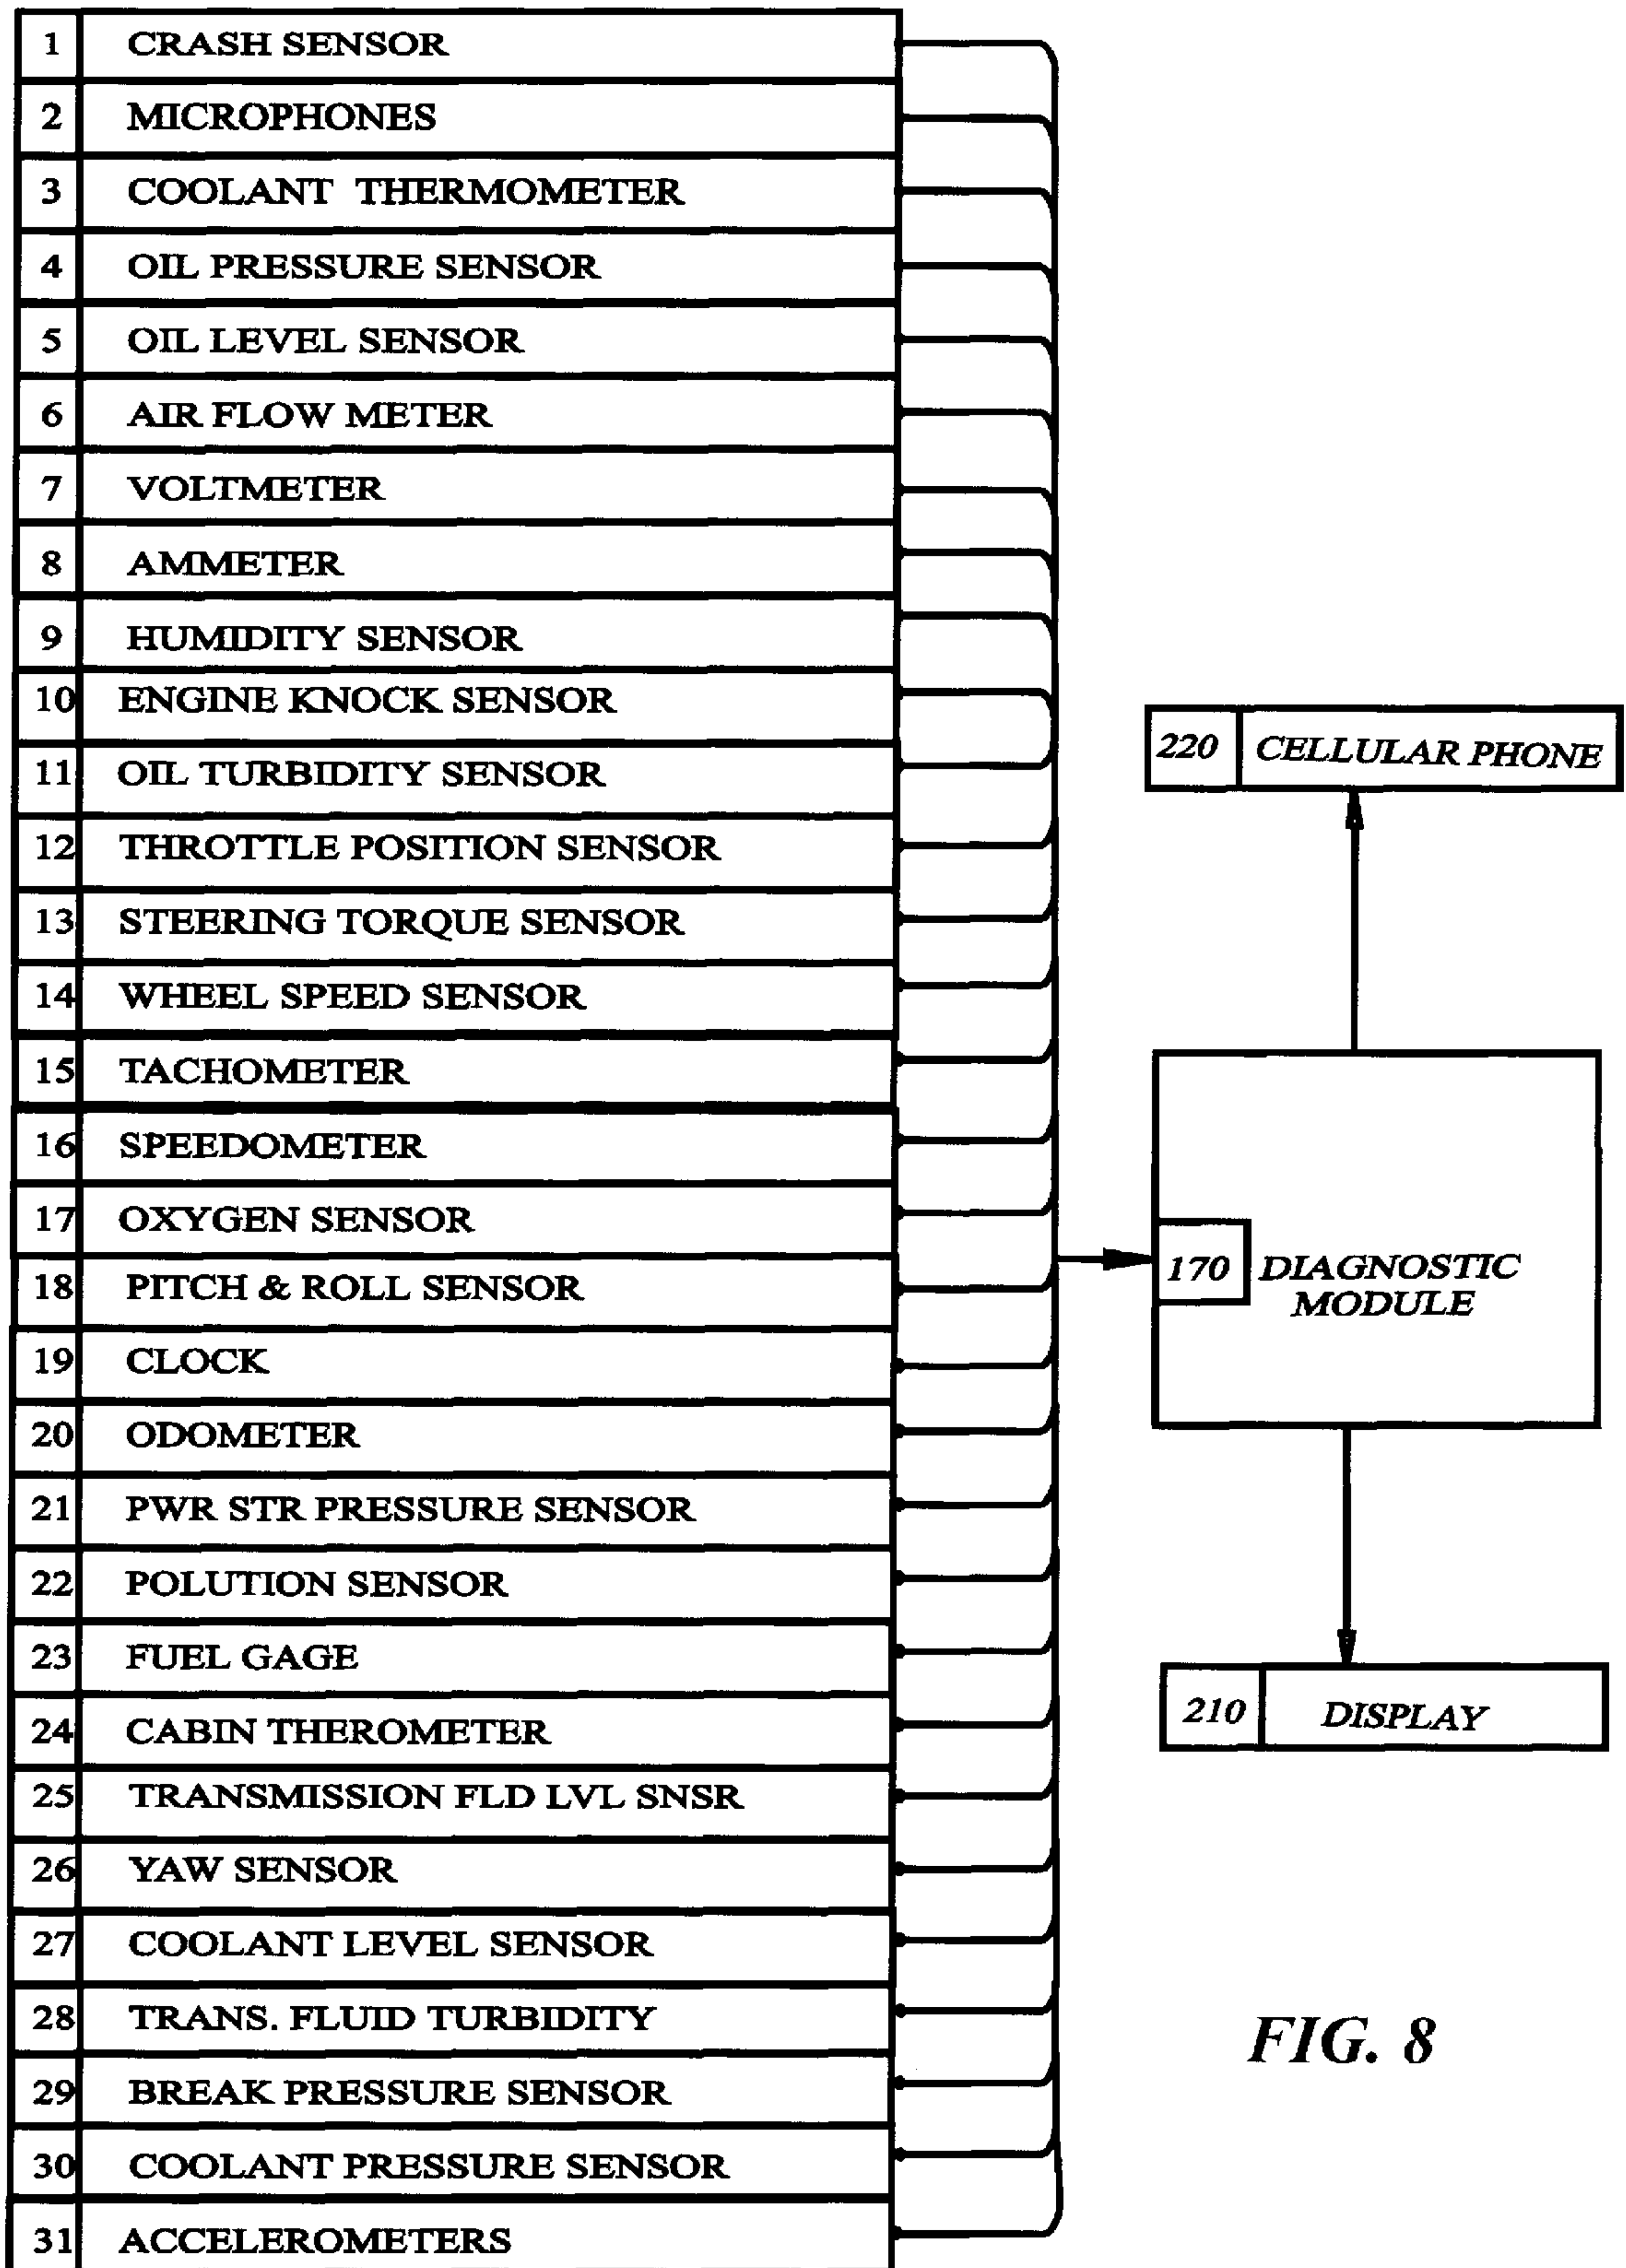 1 CRASH SENSOR
2 MICROPHONES
3 COOLANT THERMOMETER
4 OIL PRESSURE SENSOR
5 OIL LEVEL SENSOR
6 AIR FLOW METER
7 VOLTMETER
8 AMMETER
9 HUMIDITY SENSOR
10 ENGINE KNOCK SENSOR
11 OIL TURBIDITY SENSOR
12 THROTTLE POSITION SENSOR
13 STEERING TORQUE SENSOR
14 WHEEL SPEED SENSOR
15 TACHOMETER
16 SPEEDOMETER
17 OXYGEN SENSOR
18 PITCH & ROLL SENSOR
19 CLOCK
20 ODOMETER
21 PWR STR PRESSURE SENSOR
22 POLUTION SENSOR
23 FUEL GAGE
24 CABIN THEROMETER
25 TRANSMISSION FLD LVL SNSR
26 YAW SENSOR
27 COOLANT LEVEL SENSOR
28 TRANS. FLUID TURBIDITY
29 BREAK PRESSURE SENSOR
30 COOLANT PRESSURE SENSOR
31 ACCELEROMETERS
220 CELLULAR PHONE
170 DIAGNOSTIC
MODULE
210 DISPLAY
FIG. 8